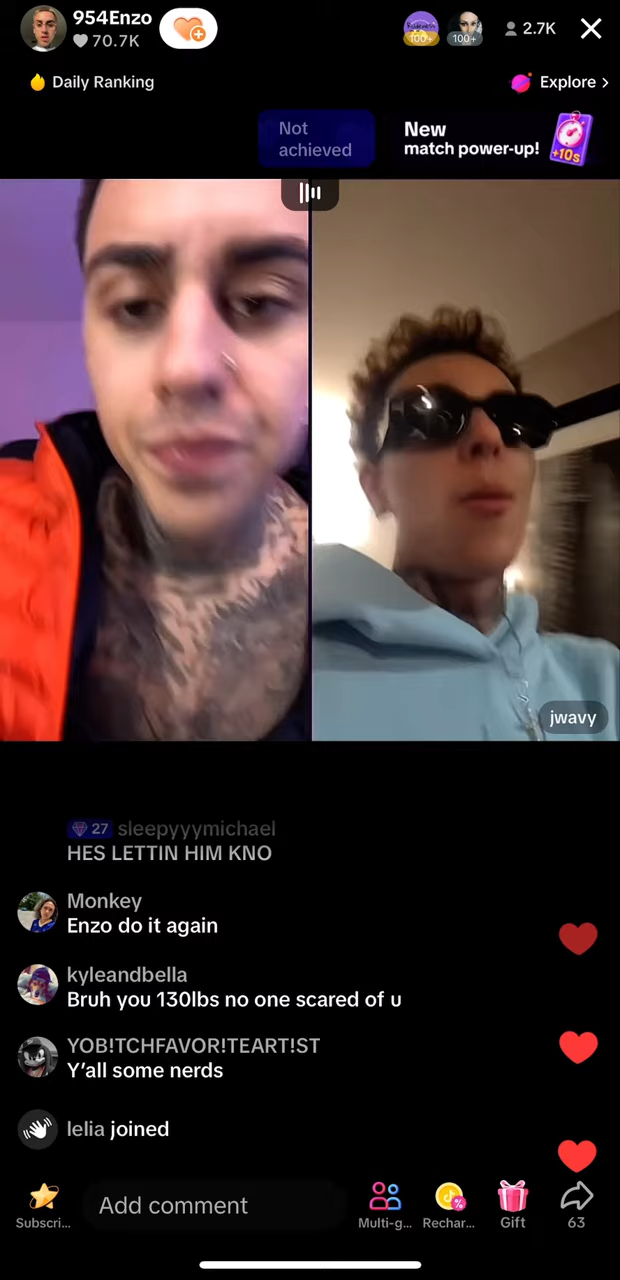 954Enzo
70.7K
100+
100+
2.7K
Daily Ranking
Explore >
Not
achieved
New
match power-up!
+10s
jwavy
27 sleepyyymichael
HES LETTIN HIM KNO
Monkey
Enzo do it again
kyleandbella
Bruh you 130lbs no one scared of u
YOB!TCHFAVOR!TEART!ST
Y'all some nerds
lelia joined
Add comment
Subscri...
Multi-g...
Rechar...
Gift
63